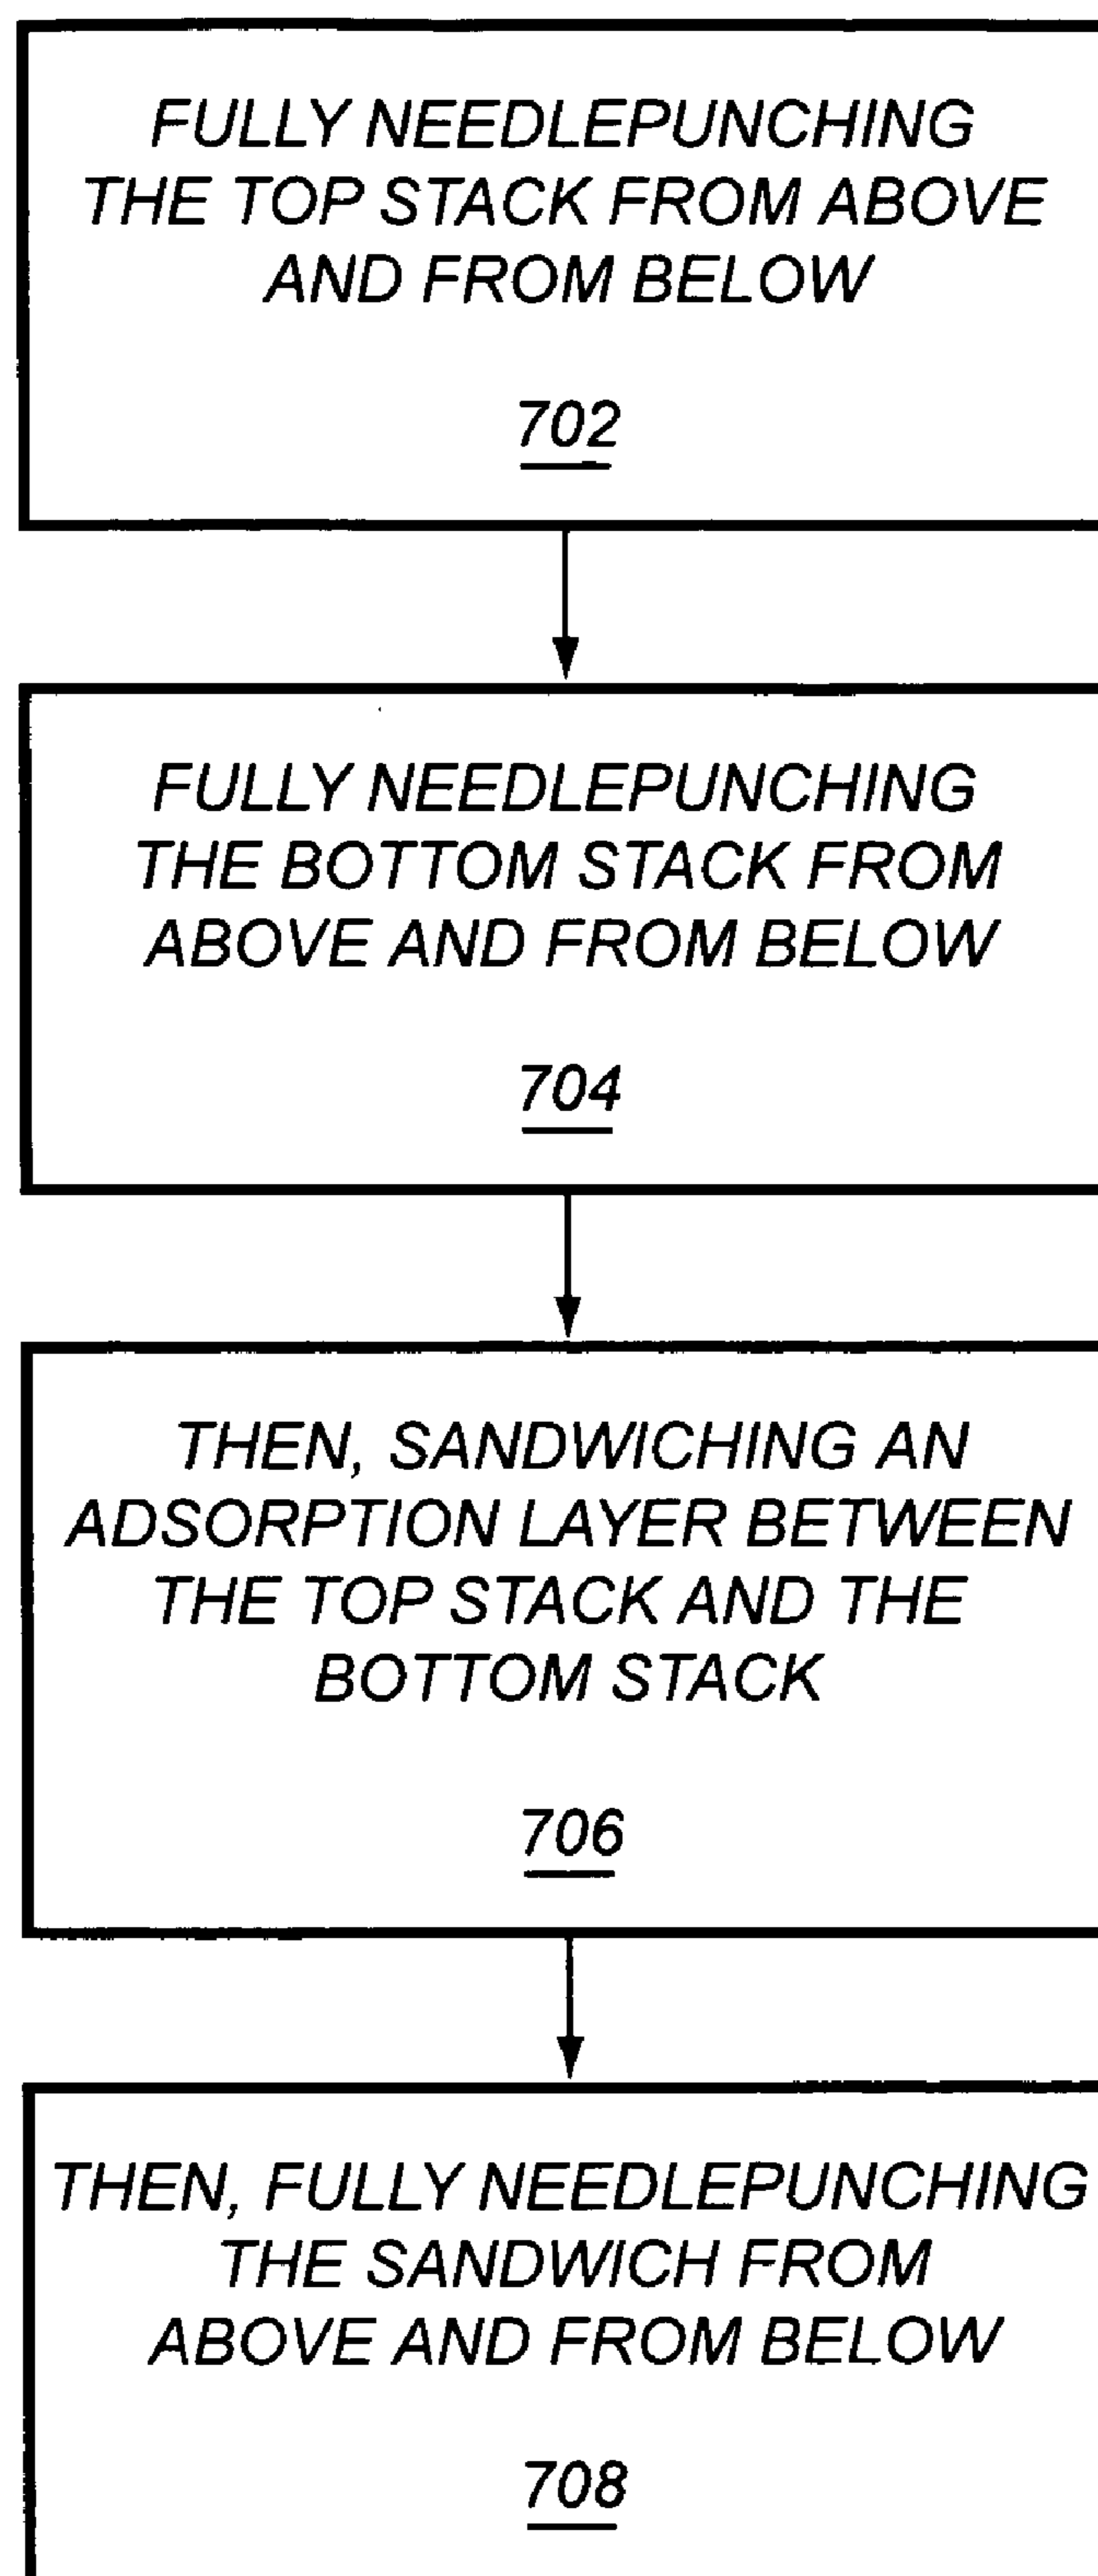 FULLY NEEDLEPUNCHING
THE TOP STACK FROM ABOVE
AND FROM BELOW
702
FULLY NEEDLEPUNCHING
THE BOTTOM STACK FROM
ABOVE AND FROM BELOW
704
THEN, SANDWICHING AN
ADSORPTION LAYER BETWEEN
THE TOP STACK AND THE
BOTTOM STACK
706
THEN, FULLY NEEDLEPUNCHING
THE SANDWICH FROM
ABOVE AND FROM BELOW
708